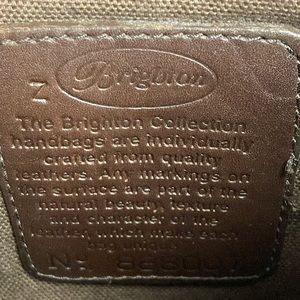 Brighton
Z
The Brighton Collection
handbags are individually
crafted from quality
leathers. Any markings on
the surface are part of the
natural beauty, texture
and character of the
leather, which make each
bag unique
Nº